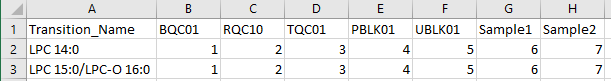 A B C D E F G H
1 Transition_Name BQC01 RQC10 TQC01 PBLK01 UBLK01 Sample1 Sample2
2 LPC 14:0 1 2 3 4 5 6 7
3 LPC 15:0/LPC-O 16:0 1 2 3 4 5 6 7